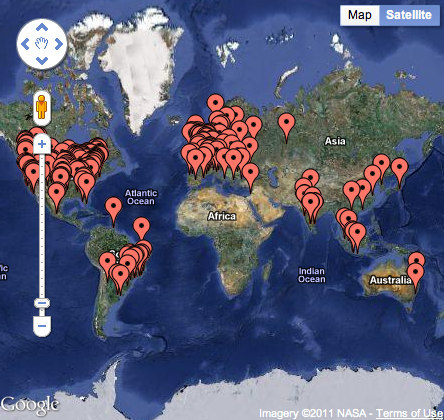 Map
Satellite
Asia
Atlantic
Ocean
Africa
Indian
Ocean
Australia
Google
Imagery ©2011 NASA - Terms of Use